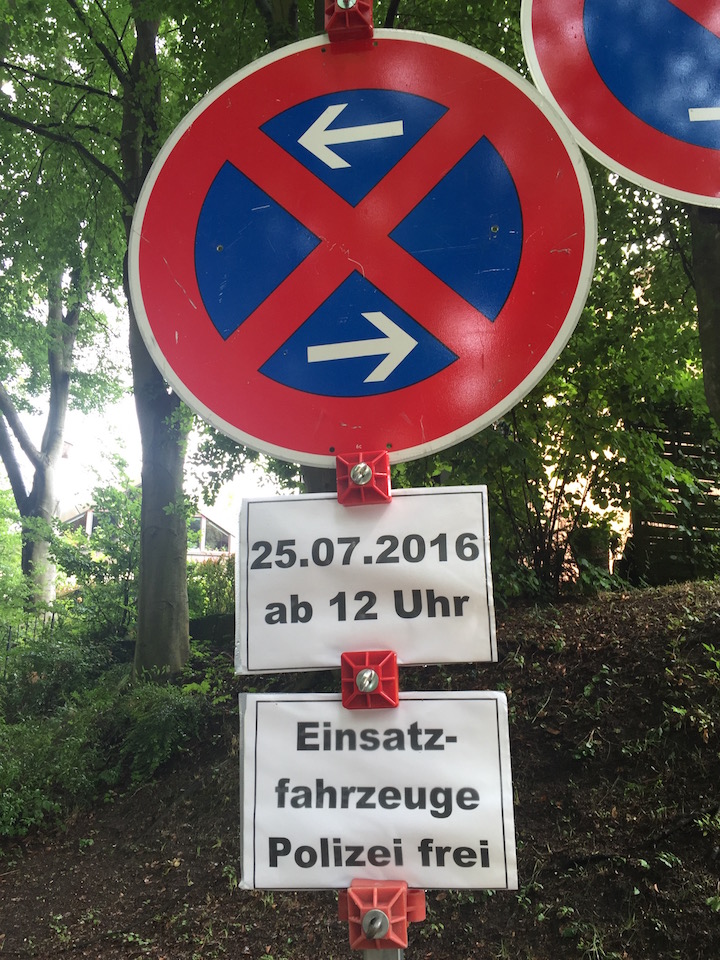 25.07.2016
ab 12 Uhr
Einsatz-
fahrzeuge
Polizei frei